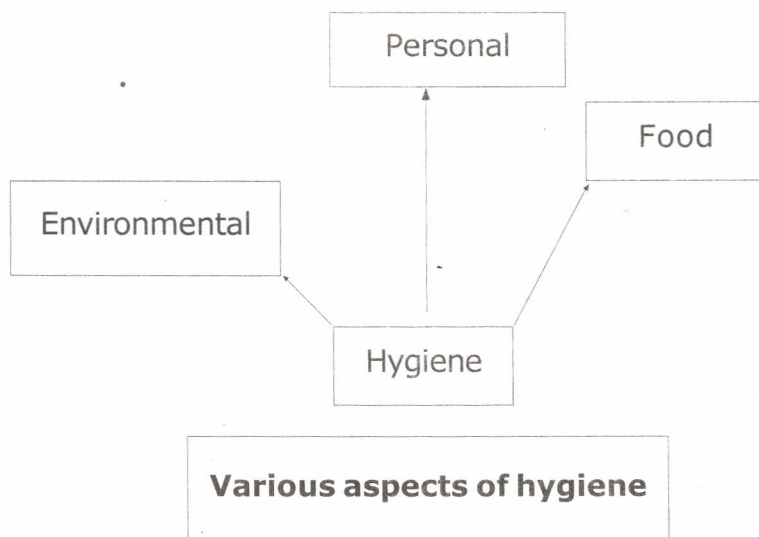 Personal
Food
Environmental
Hygiene
Various aspects of hygiene